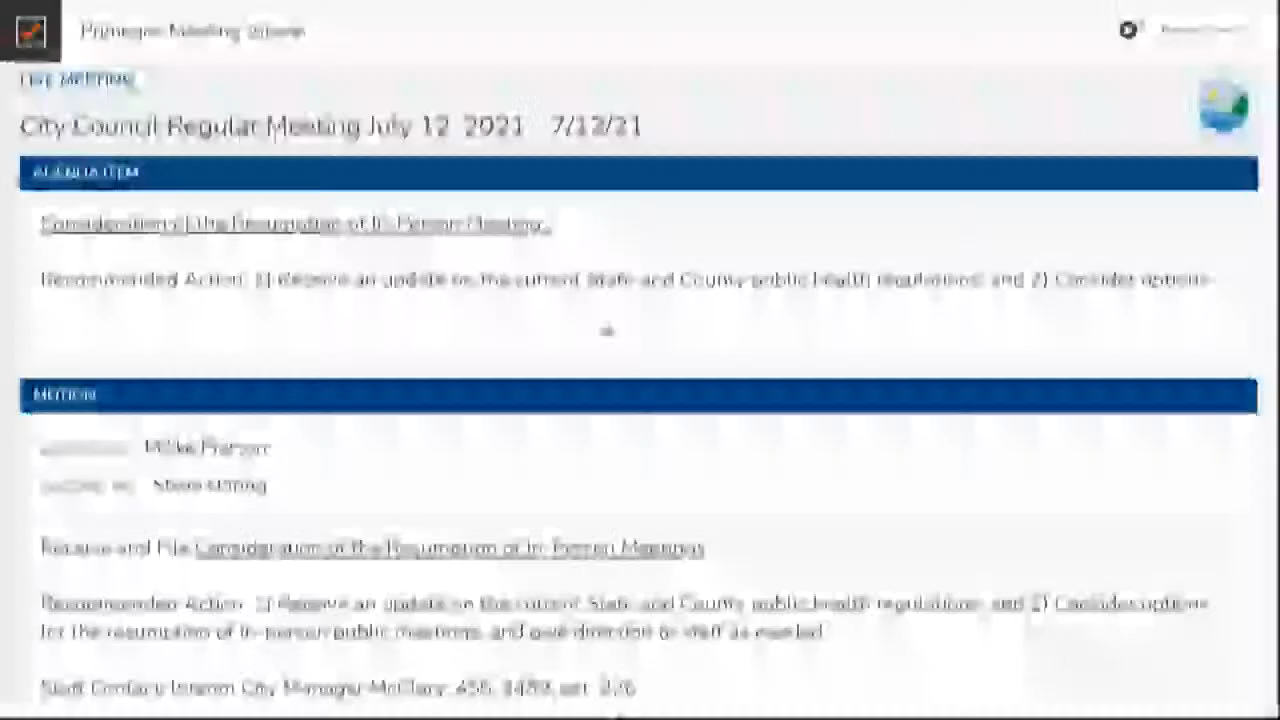 LIVE MEETING
City Council Regular Meeting July 12, 2021 7/12/21
AGENDA ITEM
Consideration of the Resumption of In-Person Meetings
Recommended Action: 1) Receive an update on the current State and County public health regulations; and 2) Consider options
MOTION
Receive and File Consideration of the Resumption of In-Person Meetings
Recommended Action: 1) Receive an update on the current State and County public health regulations; and 2) Consider options
for the resumption of in-person public meetings, and give direction to staff as needed
Staff Contact: Interim City Manager McClary,